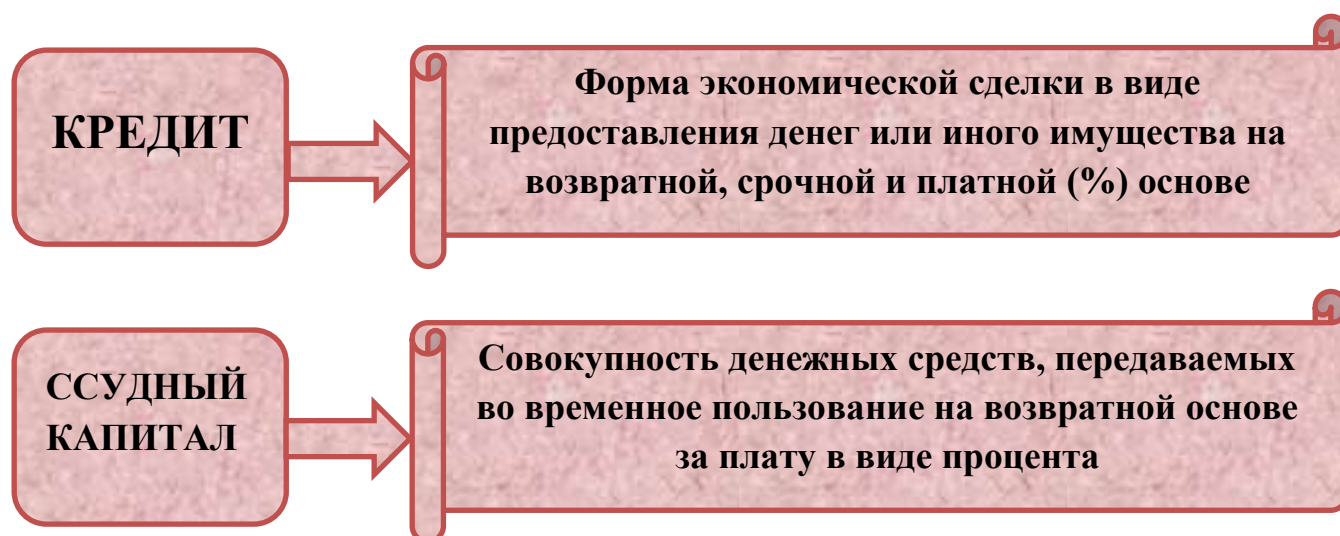 КРЕДИТ
Форма экономической сделки в виде
предоставления денег или иного имущества на
возвратной, срочной и платной (%) основе
ССУДНЫЙ
КАПИТАЛ
Совокупность денежных средств, передаваемых
во временное пользование на возвратной основе
за плату в виде процента